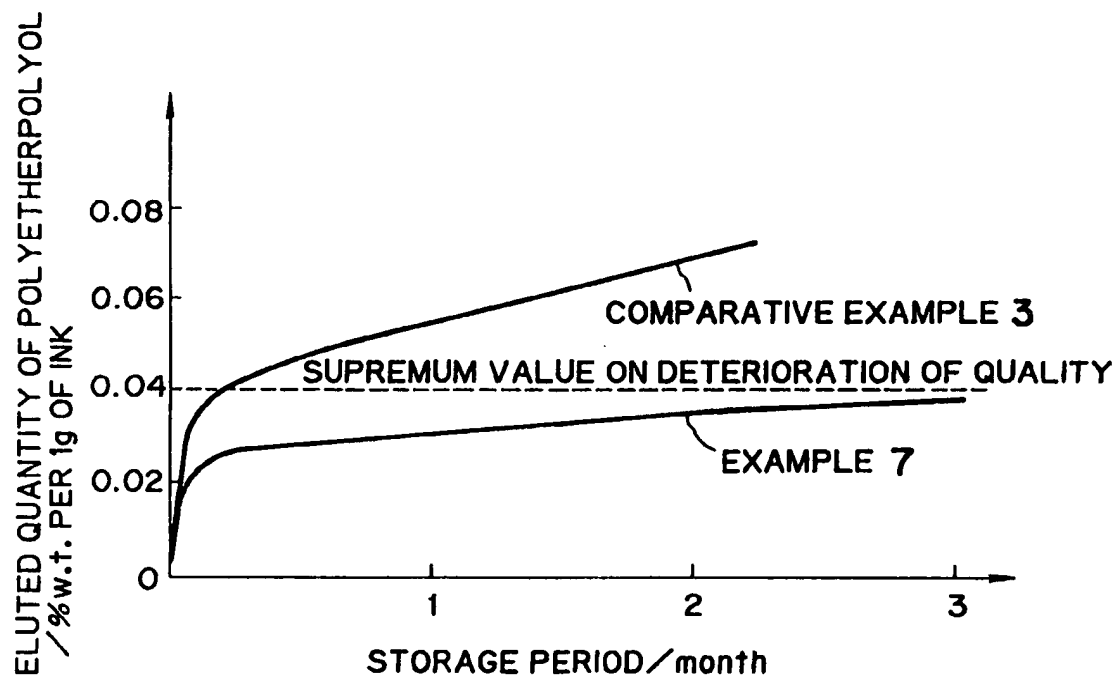 ELUTED QUANTITY OF POLYETHERPOLYOL
/%w.t. PER 1g OF INK
0.08
0.06
COMPARATIVE EXAMPLE 3
SUPREMUM VALUE ON DETERIORATION OF QUALITY
0.04
EXAMPLE 7
0.02
0
1
2
3
STORAGE PERIOD/month